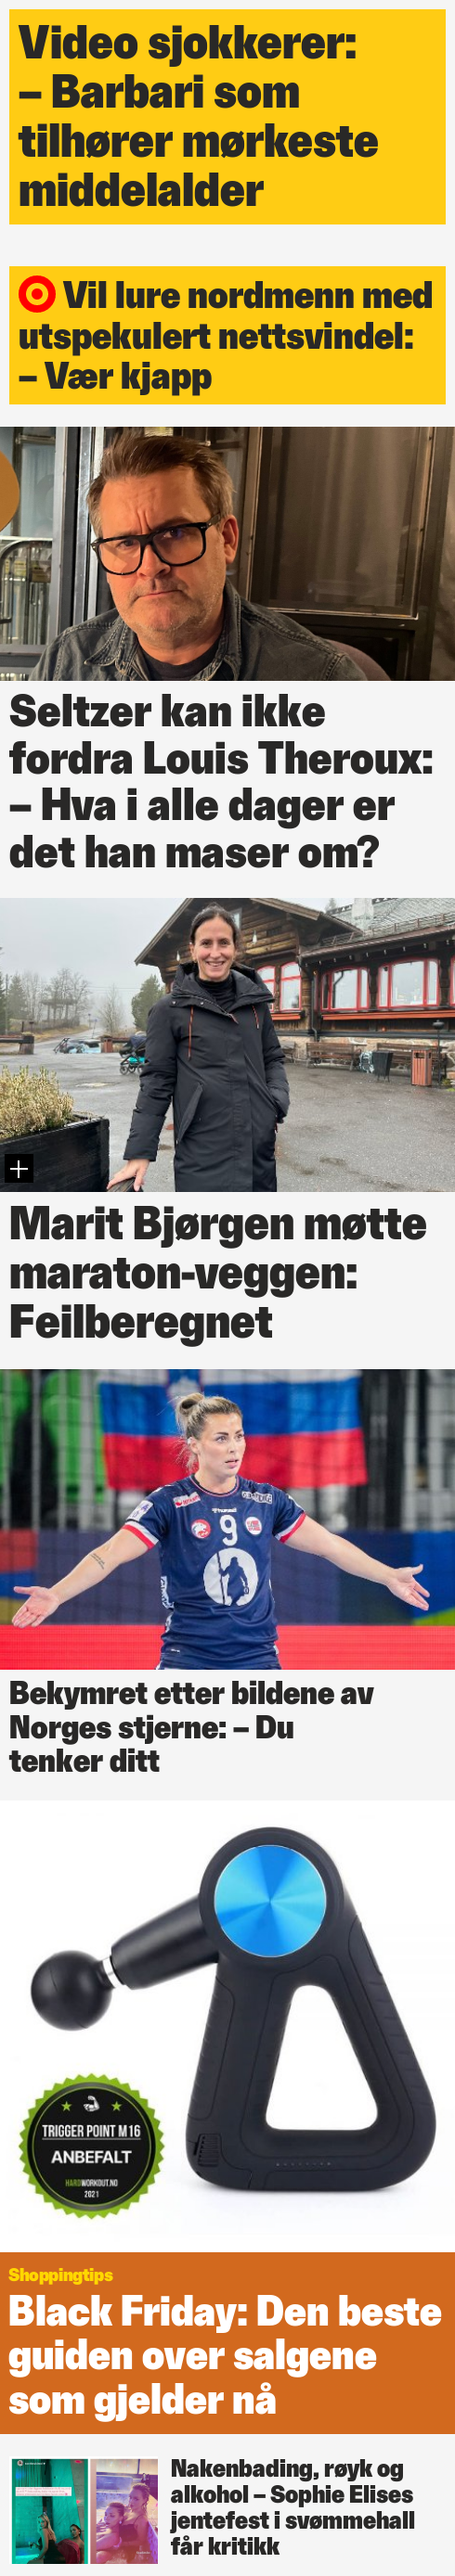 Video sjokkerer:
– Barbari som
tilhører mørkeste
middelalder
Vil lure nordmenn med
utspekulert nettsvindel:
– Vær kjapp
Seltzer kan ikke
fordra Louis Theroux:
– Hva i alle dager er
det han maser om?
Marit Bjørgen møtte
maraton-veggen:
Feilberegnet
hummel
9
Bekymret etter bildene av
Norges stjerne: – Du
tenker ditt
TRIGGER POINT M16
ANBEFALT
HARDWORKOUT.NO
2021
Shoppingtips
Black Friday: Den beste
guiden over salgene
som gjelder nå
Nakenbading, røyk og
alkohol – Sophie Elises
jentefest i svømmehall
får kritikk